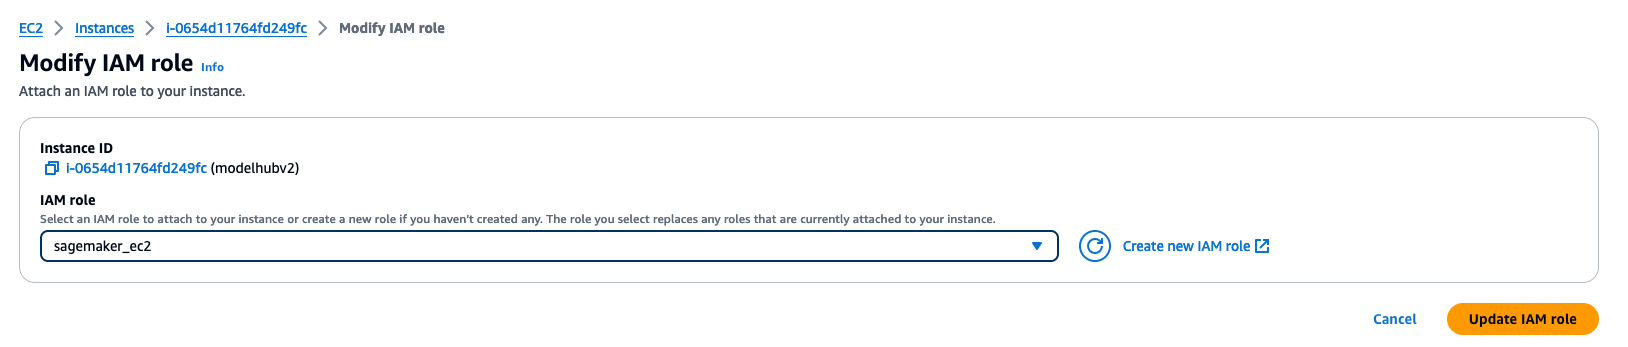 EC2 > Instances > i-0654d11764fd249fc > Modify IAM role
Modify IAM role Info
Attach an IAM role to your instance.
Instance ID
i-0654d11764fd249fc (modelhubv2)
IAM role
Select an IAM role to attach to your instance or create a new role if you haven't created any. The role you select replaces any roles that are currently attached to your instance.
sagemaker_ec2 Create new IAM role
Cancel Update IAM role